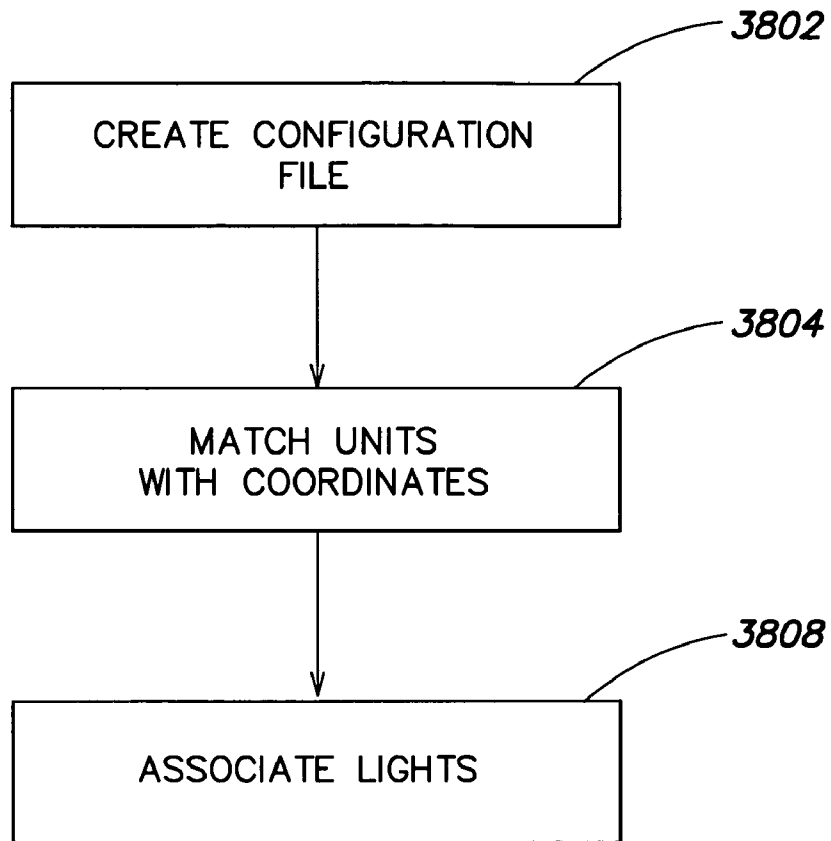 3802
CREATE CONFIGURATION
FILE
3804
MATCH UNITS
WITH COORDINATES
3808
ASSOCIATE LIGHTS